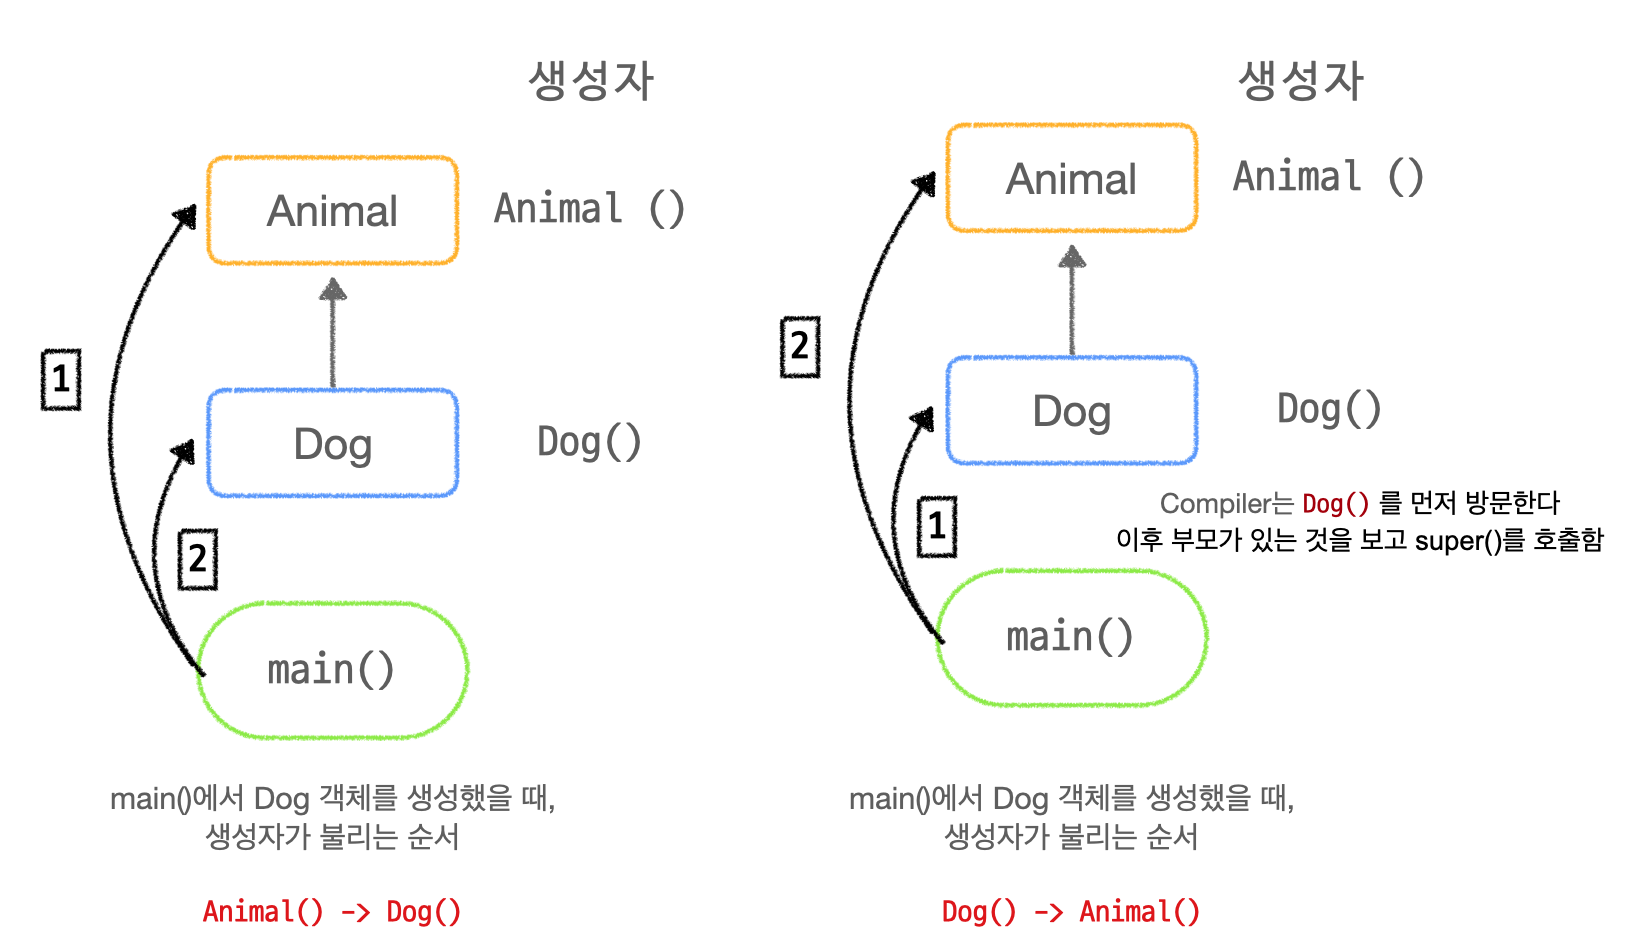 생성자
Animal
Animal ()
1
Dog
Dog()
2
main()
main()에서 Dog 객체를 생성했을 때,
생성자가 불리는 순서
Animal() -> Dog()
생성자
Animal
Animal ()
2
Dog
Dog()
Compiler는 Dog() 를 먼저 방문한다
이후 부모가 있는 것을 보고 super()를 호출함
1
main()
main()에서 Dog 객체를 생성했을 때,
생성자가 불리는 순서
Dog() -> Animal()